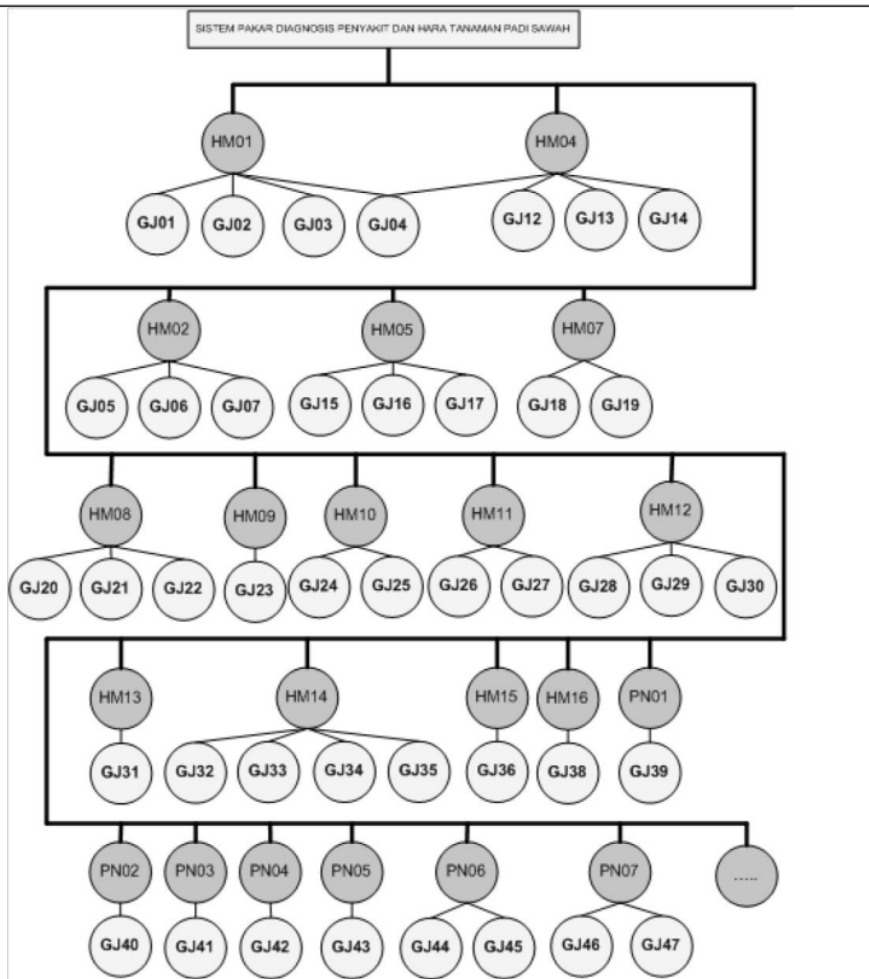 SISTEM PAKAR DIAGNOSIS PENYAKIT DAN HARA TANAMAN PADI SAWAH
HM01 HM04
GJ01 GJ02 GJ03 GJ04 GJ12 GJ13 GJ14
HM02 HM05 HM07
GJ05 GJ06 GJ07 GJ15 GJ16 GJ17 GJ18 GJ19
HM08 HM09 HM10 HM11 HM12
GJ20 GJ21 GJ22 GJ23 GJ24 GJ25 GJ26 GJ27 GJ28 GJ29 GJ30
HM13 HM14 HM15 HM16 PN01
GJ31 GJ32 GJ33 GJ34 GJ35 GJ36 GJ38 GJ39
PN02 PN03 PN04 PN05 PN06 PN07 .....
GJ40 GJ41 GJ42 GJ43 GJ44 GJ45 GJ46 GJ47